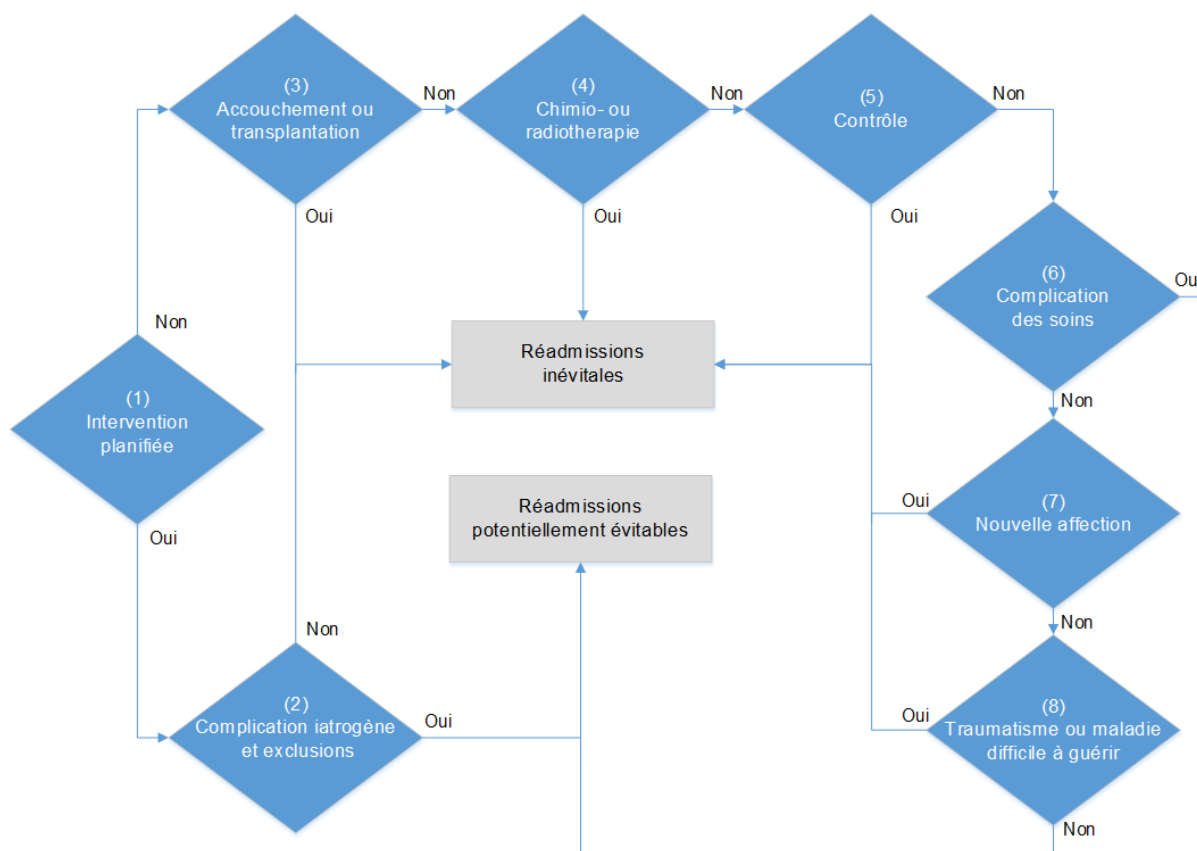 (3)
Accouchement ou
transplantation
Non
(4)
Chimio- ou
radiotherapie
Non
(5)
Contrôle
Non
Oui
Oui
Oui
(6)
Complication
des soins
Ou
Non
Réadmissions
inévitales
(1)
Intervention
planifiée
Non
Oui
(7)
Nouvelle affection
Réadmissions
potentiellement évitables
Oui
Non
Non
(2)
Complication iatrogène
et exclusions
Oui
Oui
(8)
Traumatisme ou maladie
difficile à guérir
Non